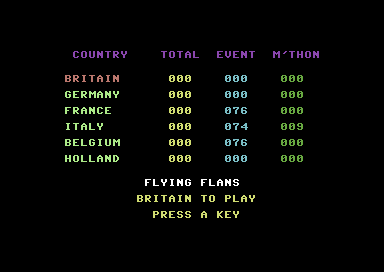 COUNTRY TOTAL EVENT M'THON
BRITAIN 000 000 000
GERMANY 000 000 000
FRANCE 000 076 000
ITALY 000 074 009
BELGIUM 000 076 000
HOLLAND 000 000 000
FLYING FLANS
BRITAIN TO PLAY
PRESS A KEY